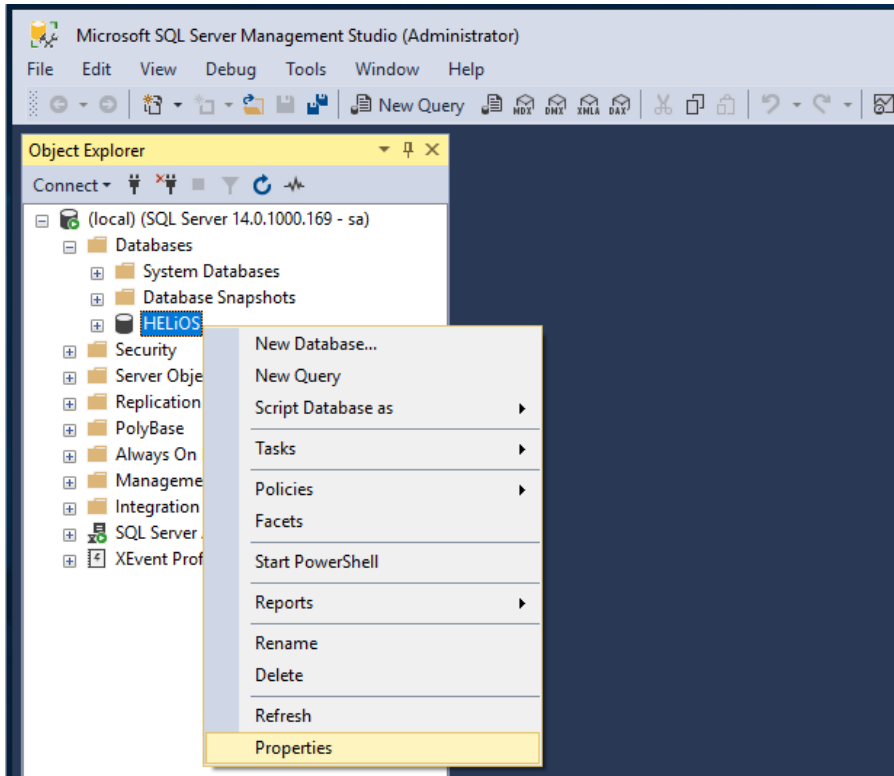 Microsoft SQL Server Management Studio (Administrator)
File Edit View Debug Tools Window Help
New Query MDX DMX XMLA DAX
Object Explorer
Connect
(local) (SQL Server 14.0.1000.169 - sa)
Databases
System Databases
Database Snapshots
HELiOS
Security
Server Obje
Replication
PolyBase
Always On
Manageme
Integration
SQL Server
XEvent Prof
New Database...
New Query
Script Database as
Tasks
Policies
Facets
Start PowerShell
Reports
Rename
Delete
Refresh
Properties